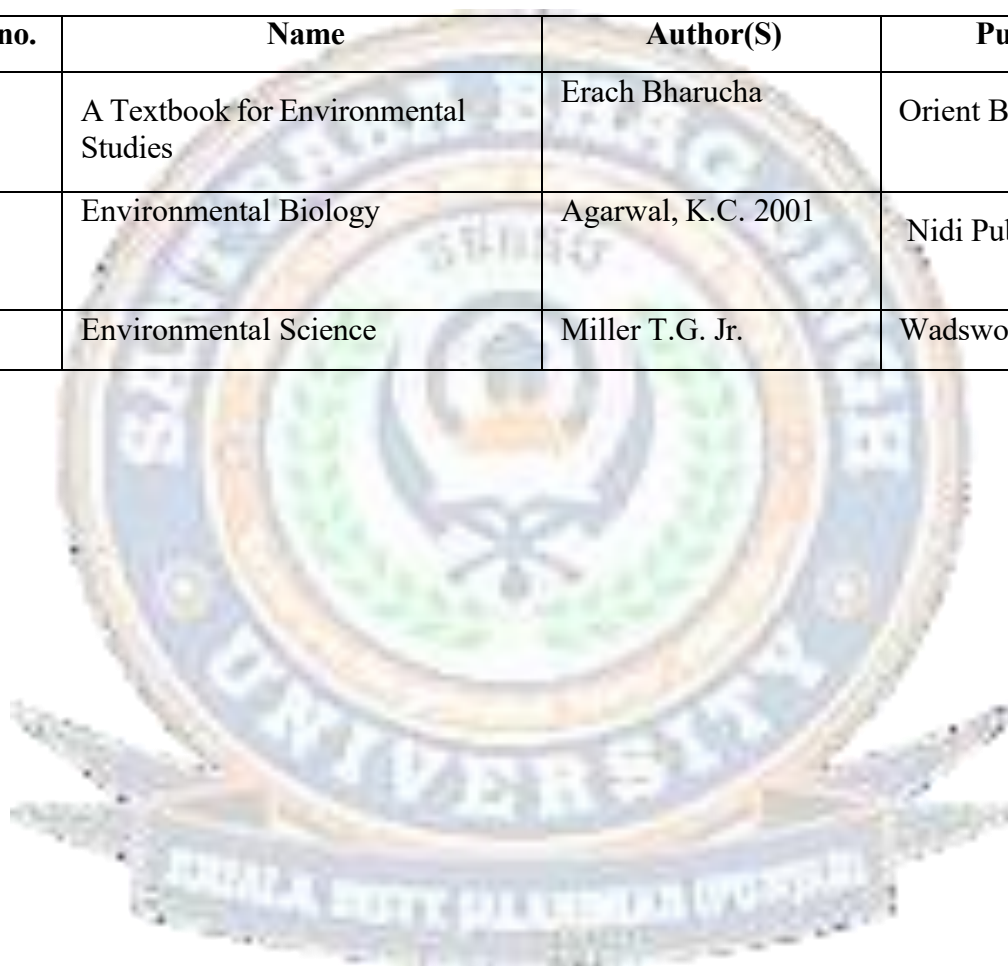 no. Name Author(S) Pu
A Textbook for Environmental
Studies
Erach Bharucha
Orient B
Environmental Biology Agarwal, K.C. 2001
Nidi Pul
Environmental Science Miller T.G. Jr. Wadswo
UNIVERSITY